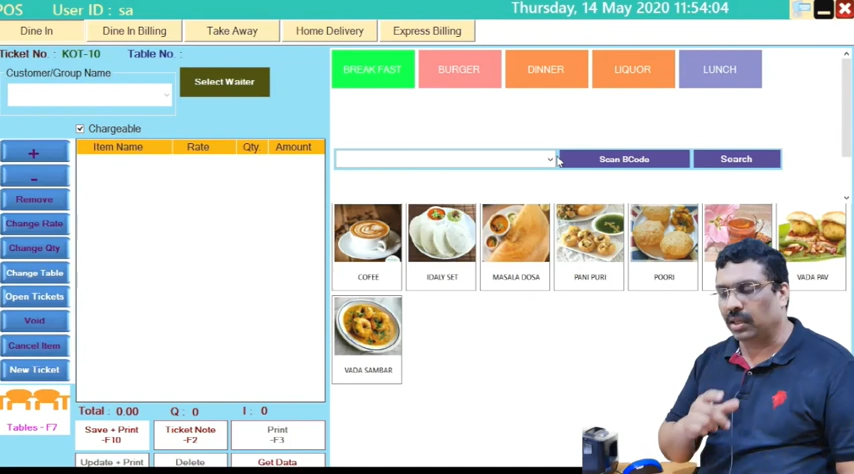 POS User ID : sa Thursday, 14 May 2020 11:54:04
Dine In Dine In Billing Take Away Home Delivery Express Billing
Ticket No. : KOT-10 Table No. :
Customer/Group Name
Select Waiter
BREAK FAST BURGER DINNER LIQUOR LUNCH
Chargeable
Item Name Rate Qty Amount
Scan BCode Search
+
-
Remove
Change Rate
Change Qty
Change Table
Open Tickets
Void
Cancel Item
New Ticket
Tables - F7
COFEE IDALY SET MASALA DOSA PANI PURI POORI VADA PAV
VADA SAMBAR
Total : 0.00 Q : 0 I : 0
Save + Print
-F10
Ticket Note
-F2
Print
-F3
Update + Print Delete Get Data